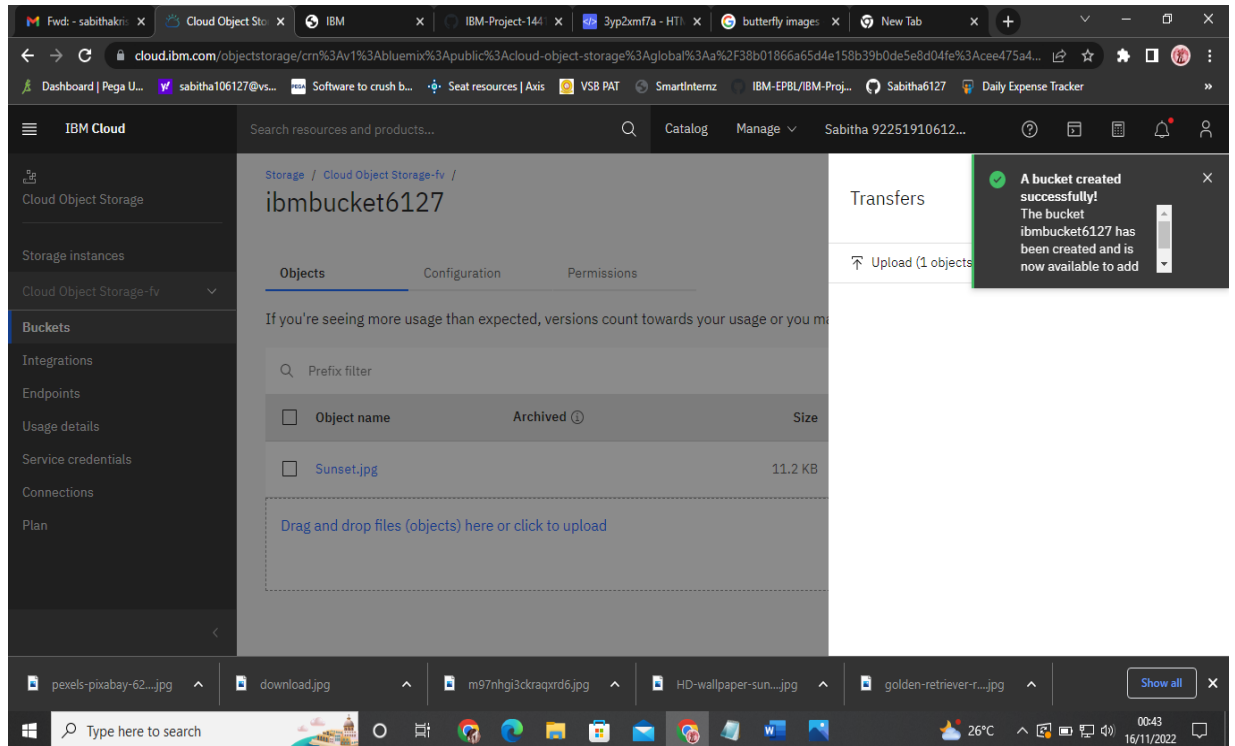 Fwd: - sabithakris
Cloud Object Sto
IBM
IBM-Project-1441
3yp2xmf7a - HTM
butterfly images
New Tab
cloud.ibm.com/objectstorage/crn%3Av1%3Abluemix%3Apublic%3Acloud-object-storage%3Aglobal%3Aa%2F38b01866a65d4e158b39b0de5e8d04fe%3Acee475a4...
Dashboard | Pega U...
sabitha106127@vs...
Software to crush b...
Seat resources | Axis
VSB PAT
SmartInternz
IBM-EPBL/IBM-Proj...
Sabitha6127
Daily Expense Tracker
»
IBM Cloud
Search resources and products...
Catalog
Manage
Sabitha 92251910612...
Cloud Object Storage
Storage instances
Cloud Object Storage-fv
Buckets
Integrations
Endpoints
Usage details
Service credentials
Connections
Plan
Storage / Cloud Object Storage-fv /
ibmbucket6127
Objects
Configuration
Permissions
If you're seeing more usage than expected, versions count towards your usage or you ma
Prefix filter
Object name
Archived
Size
Sunset.jpg
11.2 KB
Drag and drop files (objects) here or click to upload
Transfers
Upload (1 objects
A bucket created
successfully!
The bucket
ibmbucket6127 has
been created and is
now available to add
pexels-pixabay-62....jpg
download.jpg
m97nhgi3ckraqxrd6.jpg
HD-wallpaper-sun....jpg
golden-retriever-r....jpg
Show all
Type here to search
26°C
00:43
16/11/2022